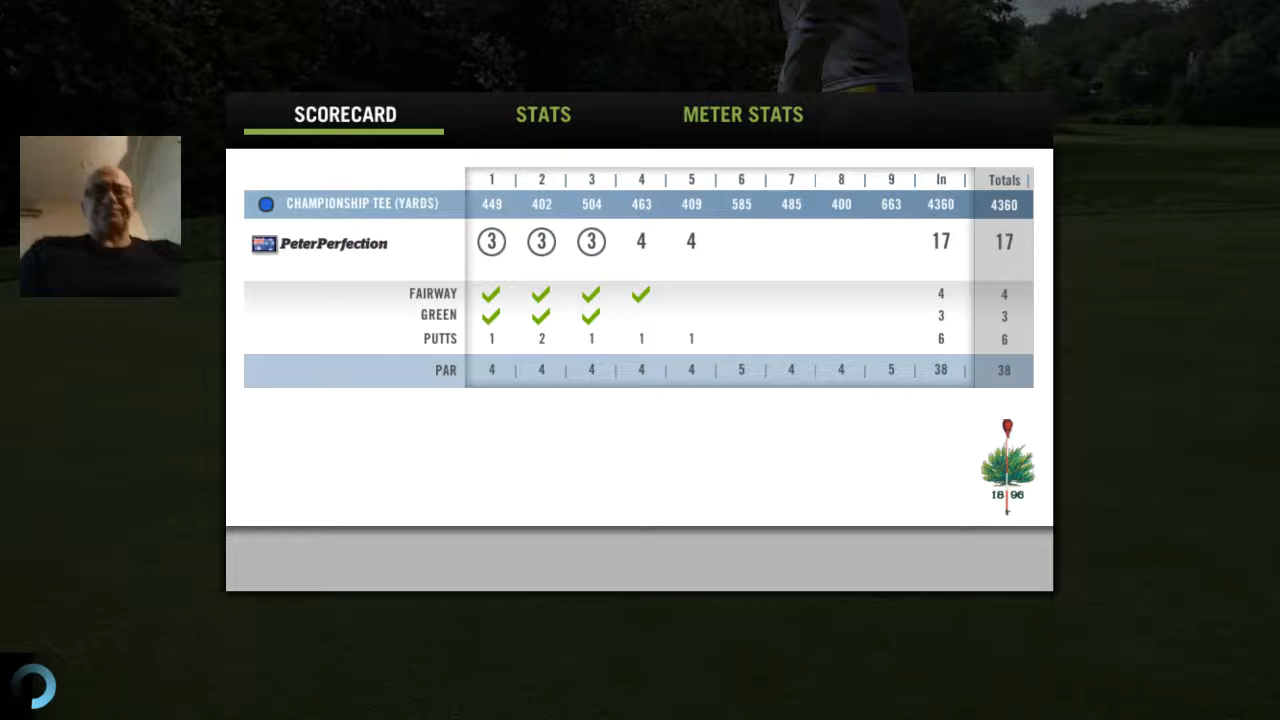 SCORECARD STATS METER STATS
1 | 2 | 3 | 4 | 5 | 6 | 7 | 8 | 9 | In | Totals |
CHAMPIONSHIP TEE (YARDS) 449 402 504 463 409 585 485 400 663 4360 4360
PeterPerfection 3 3 3 4 4 17 17
FAIRWAY 4 4
GREEN 3 3
PUTTS 1 2 1 1 1 6 6
PAR 4 | 4 | 4 | 4 | 4 | 5 | 4 | 4 | 5 | 38 | 38
18 96